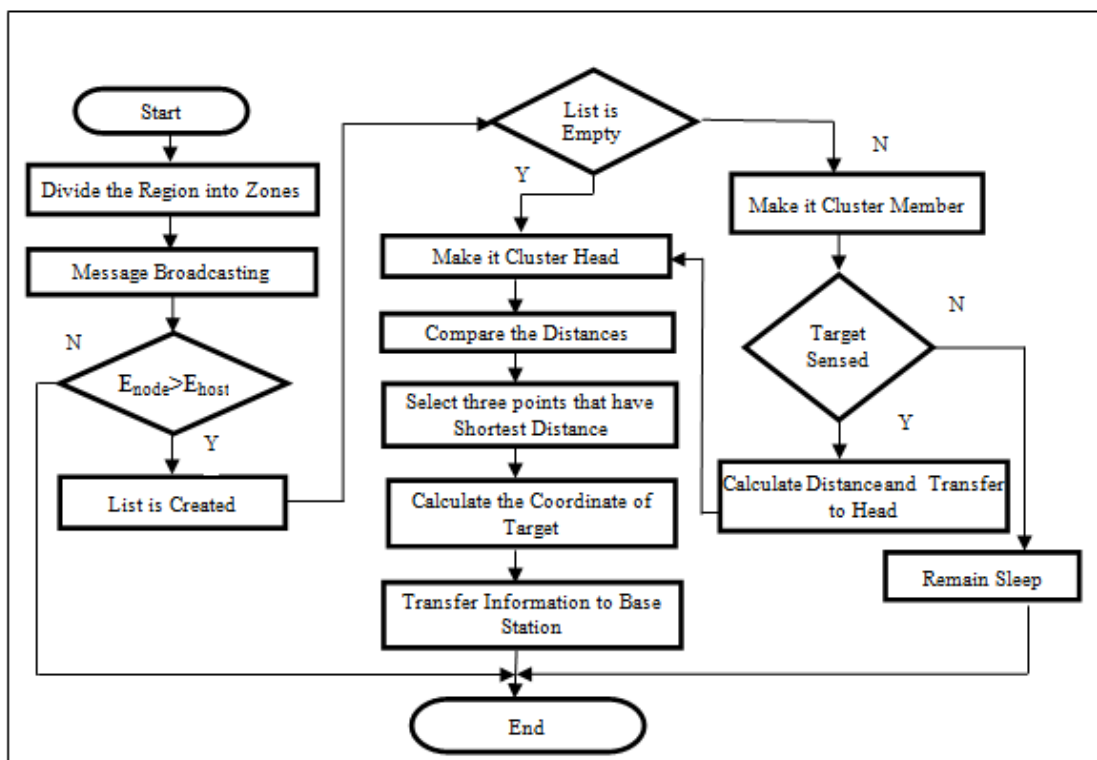 Start
Divide the Region into Zones
Message Broadcasting
N
Enode>Ehost
Y
List is Created
List is
Empty
Y
N
Make it Cluster Head
Compare the Distances
Select three points that have
Shortest Distance
Calculate the Coordinate of
Target
Transfer Information to Base
Station
End
Make it Cluster Member
Target
Sensed
N
Y
Calculate Distance and Transfer
to Head
Remain Sleep